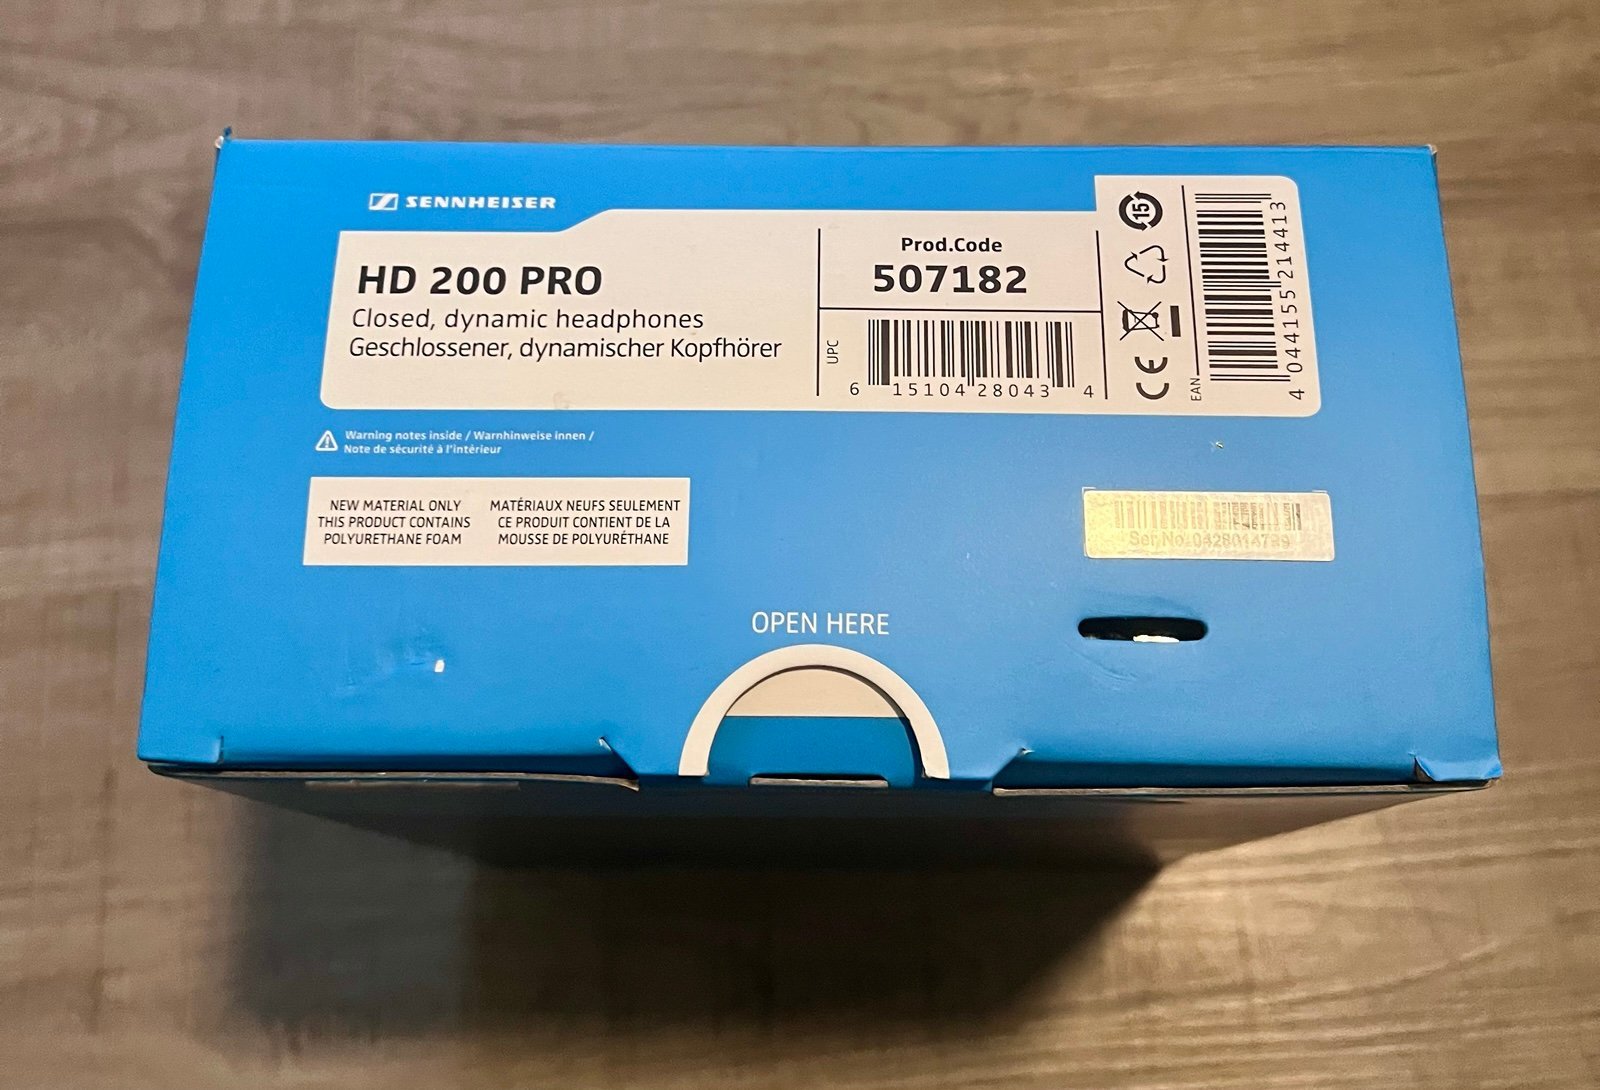 SENNHEISER
HD 200 PRO
Closed, dynamic headphones
Geschlossener, dynamischer Kopfhörer
Prod.Code
507182
UPC
6 15104 28043 4
15
CE
EAN
4 044155 214413
Warning notes inside / Warnhinweise innen /
Note de sécurité à l'intérieur
NEW MATERIAL ONLY
THIS PRODUCT CONTAINS
POLYURETHANE FOAM
MATÉRIAUX NEUFS SEULEMENT
CE PRODUIT CONTIENT DE LA
MOUSSE DE POLYURÉTHANE
Ser.No.
OPEN HERE